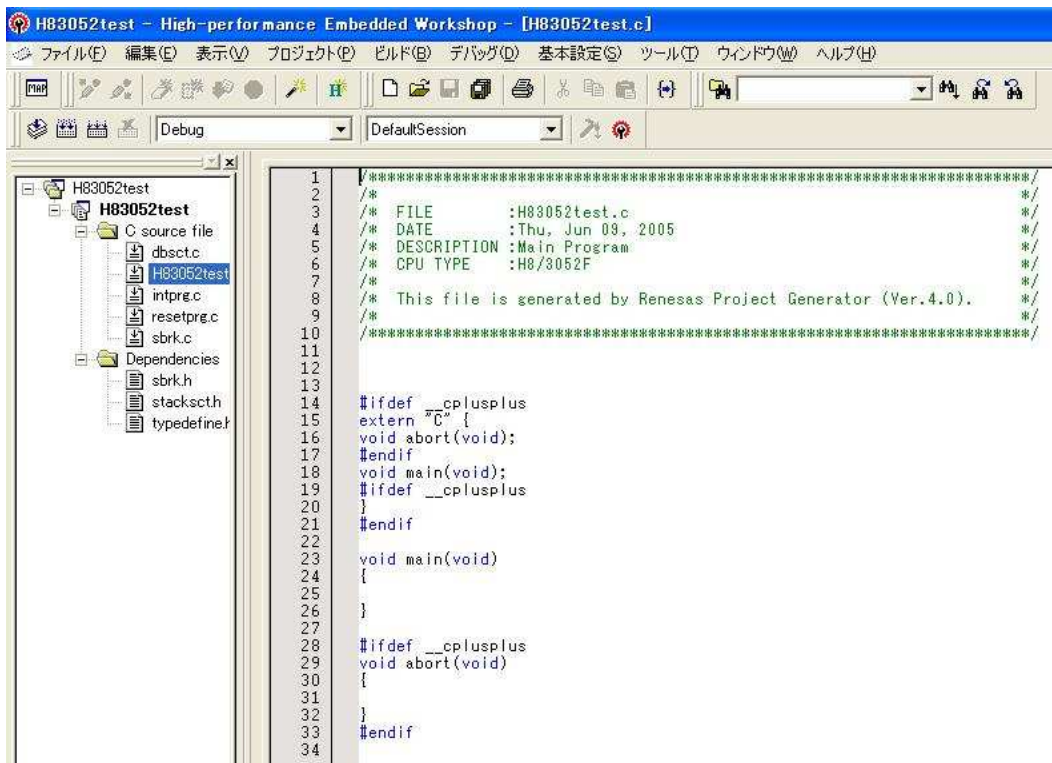 H83052test - High-performance Embedded Workshop - [H83052test.c]
ファイル(F) 編集(E) 表示(V) プロジェクト(P) ビルド(B) デバッグ(D) 基本設定(S) ツール(T) ウィンドウ(W) ヘルプ(H)
MAP
Debug DefaultSession
H83052test
H83052test
C source file
dbsct.c
H83052test
intprg.c
resetprg.c
sbrk.c
Dependencies
sbrk.h
stacksct.h
typedefine.h
1 /***********************************************************************/
2 /* */
3 /* FILE :H83052test.c */
4 /* DATE :Thu, Jun 09, 2005 */
5 /* DESCRIPTION :Main Program */
6 /* CPU TYPE :H8/3052F */
7 /* */
8 /* This file is generated by Renesas Project Generator (Ver.4.0). */
9 /* */
10 /***********************************************************************/
11
12
13
14 #ifdef __cplusplus
15 extern "C" {
16 void abort(void);
17 #endif
18 void main(void);
19 #ifdef __cplusplus
20 }
21 #endif
22
23 void main(void)
24 {
25
26 }
27
28 #ifdef __cplusplus
29 void abort(void)
30 {
31
32 }
33 #endif
34